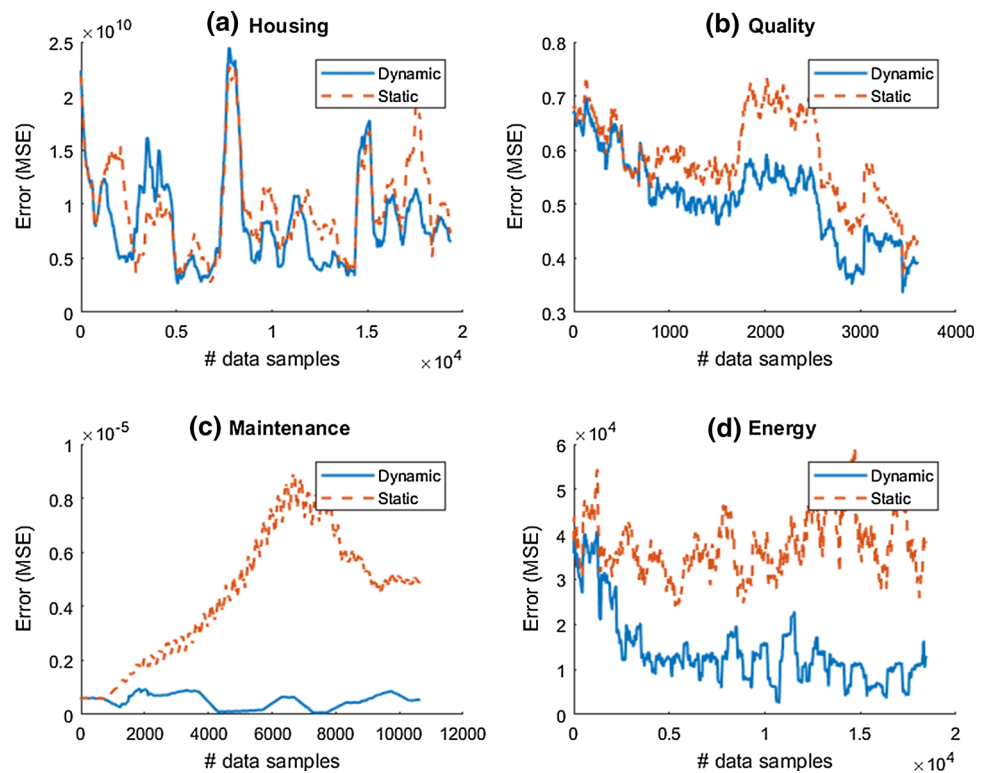 (a) Housing
×10^10
2.5
2
1.5
1
0.5
0
Error (MSE)
Dynamic
Static
0 0.5 1 1.5 2
# data samples
×10^4
(b) Quality
0.8
0.7
0.6
0.5
0.4
0.3
Error (MSE)
Dynamic
Static
0 1000 2000 3000 4000
# data samples
(c) Maintenance
×10^-5
1
0.8
0.6
0.4
0.2
0
Error (MSE)
Dynamic
Static
0 2000 4000 6000 8000 10000 12000
# data samples
(d) Energy
×10^4
6
5
4
3
2
1
0
Error (MSE)
Dynamic
Static
0 0.5 1 1.5 2
# data samples
×10^4